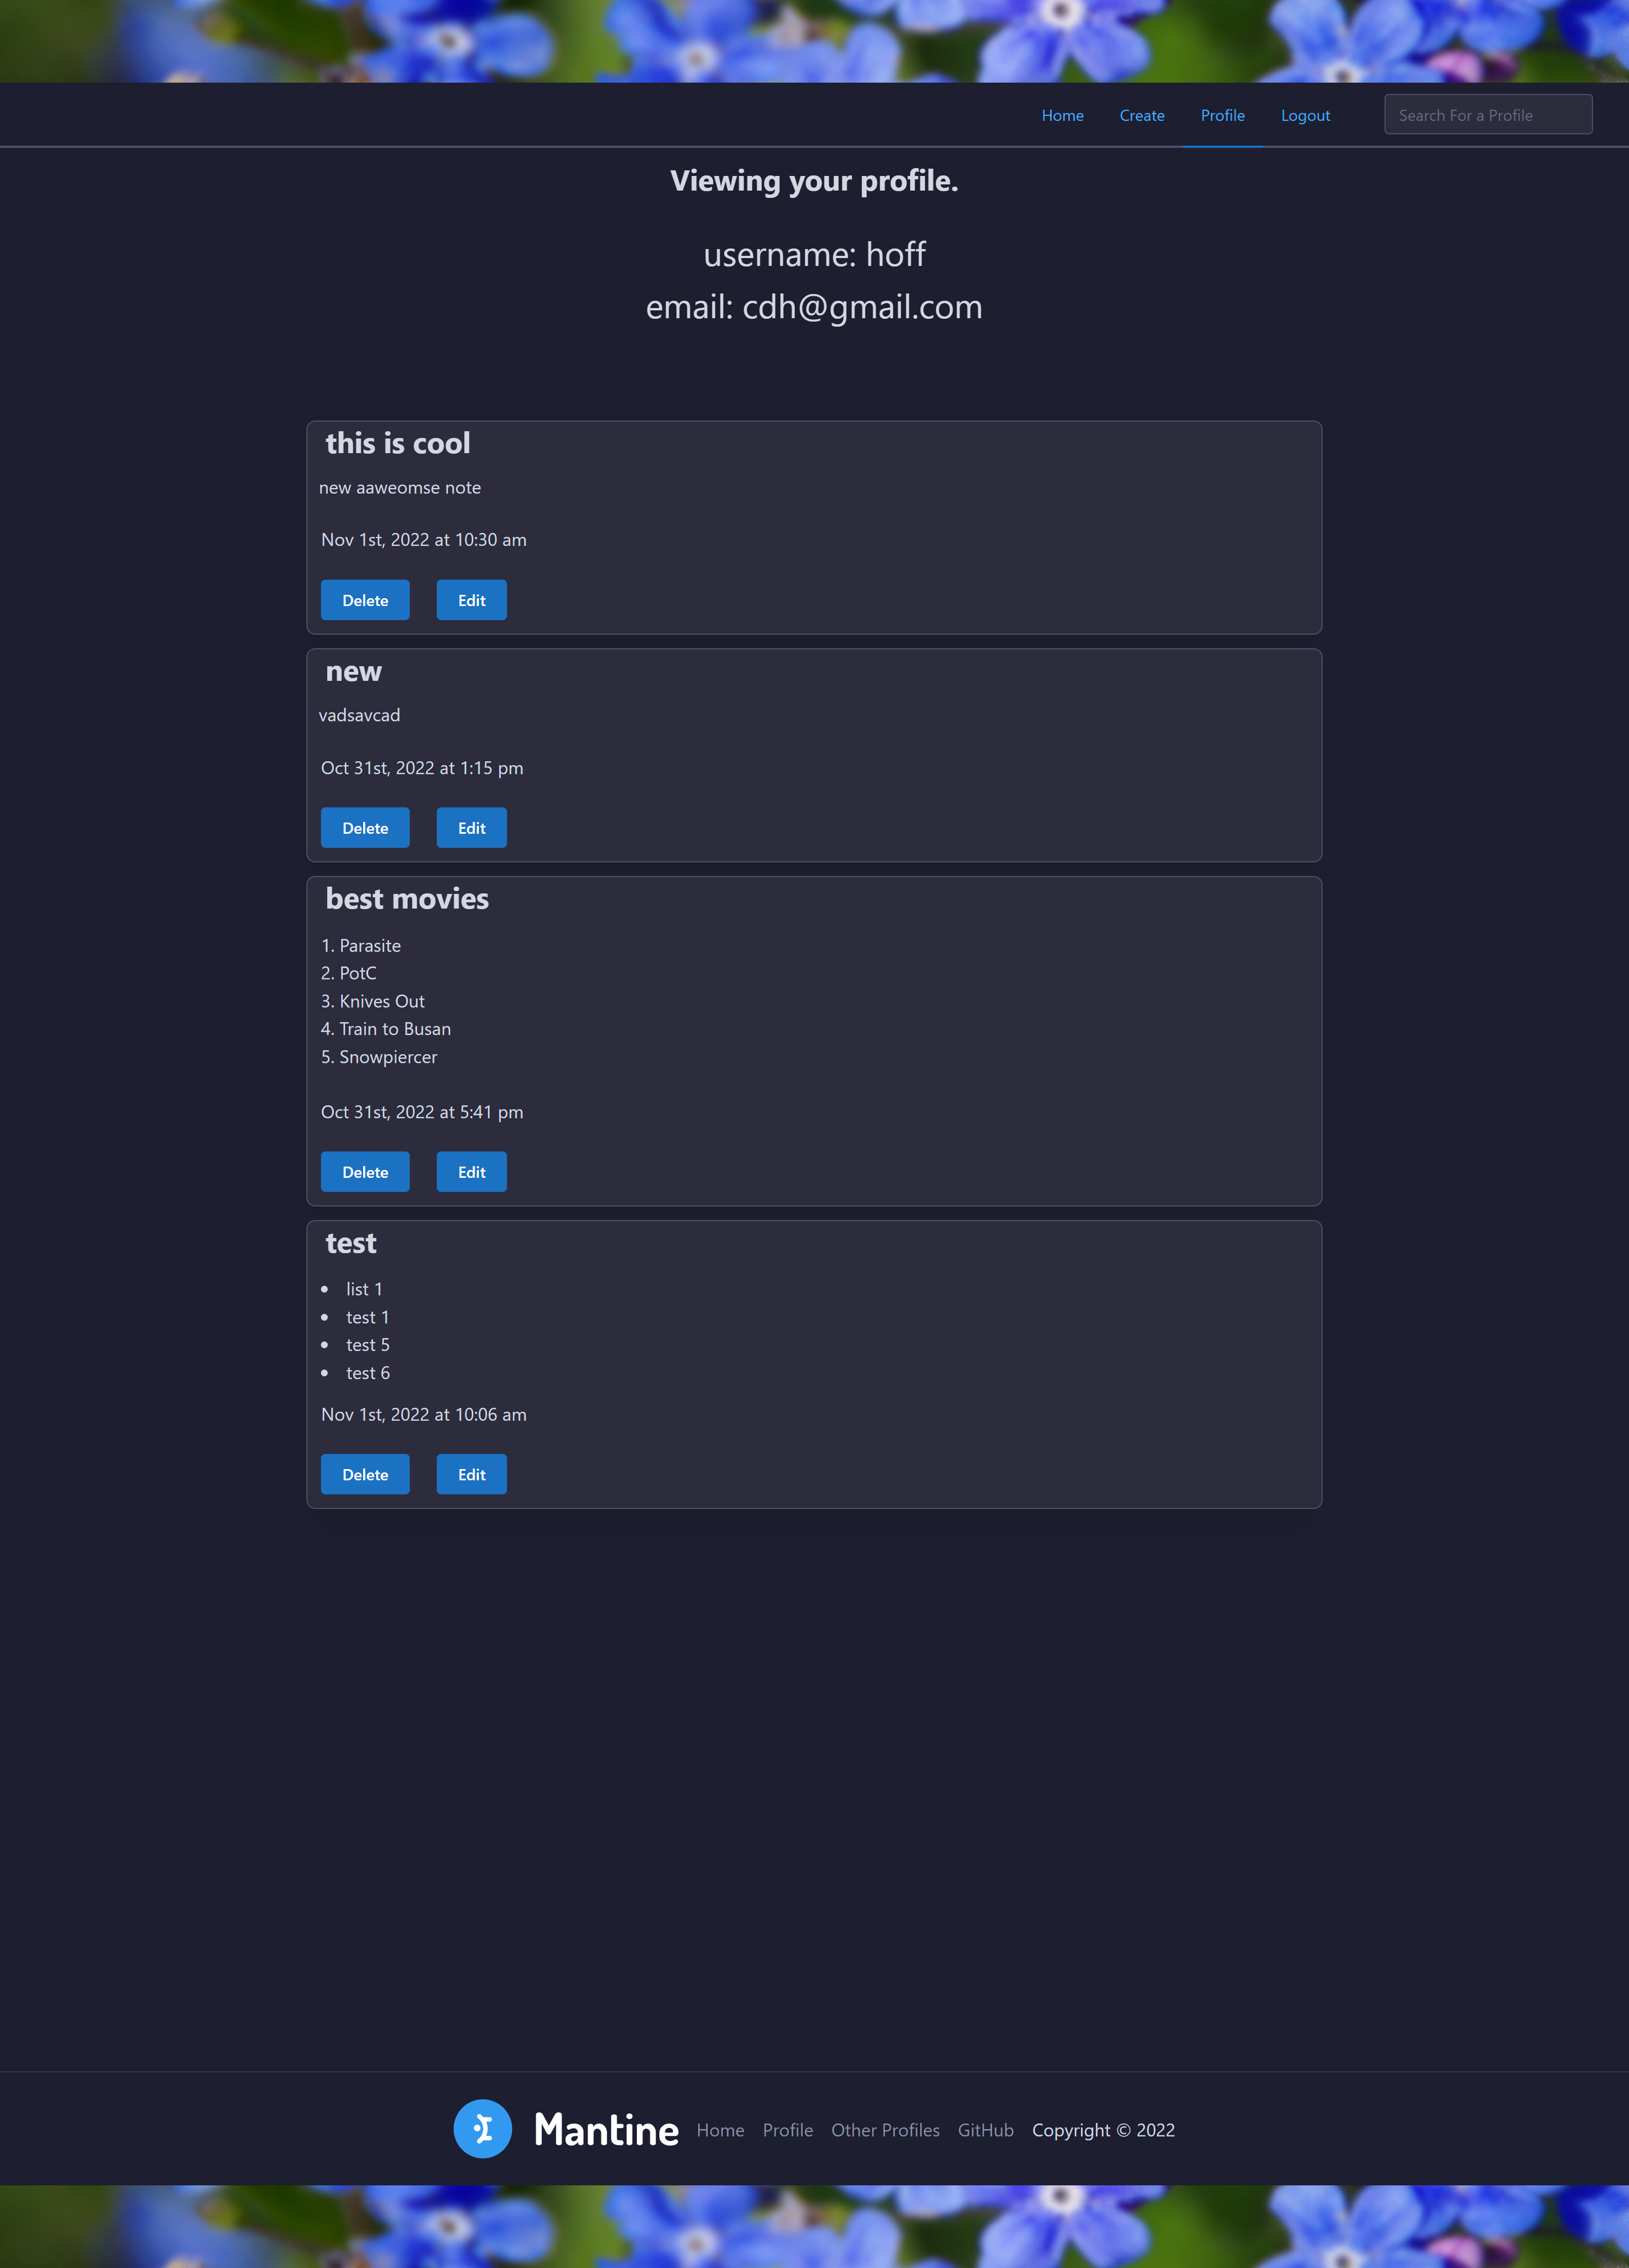 Home Create Profile Logout Search For a Profile
Viewing your profile.
username: hoff
email: cdh@gmail.com
this is cool
new aaweomse note
Nov 1st, 2022 at 10:30 am
Delete Edit
new
vadsavcad
Oct 31st, 2022 at 1:15 pm
Delete Edit
best movies
1. Parasite
2. PotC
3. Knives Out
4. Train to Busan
5. Snowpiercer
Oct 31st, 2022 at 5:41 pm
Delete Edit
test
• list 1
• test 1
• test 5
• test 6
Nov 1st, 2022 at 10:06 am
Delete Edit
Mantine Home Profile Other Profiles GitHub Copyright © 2022